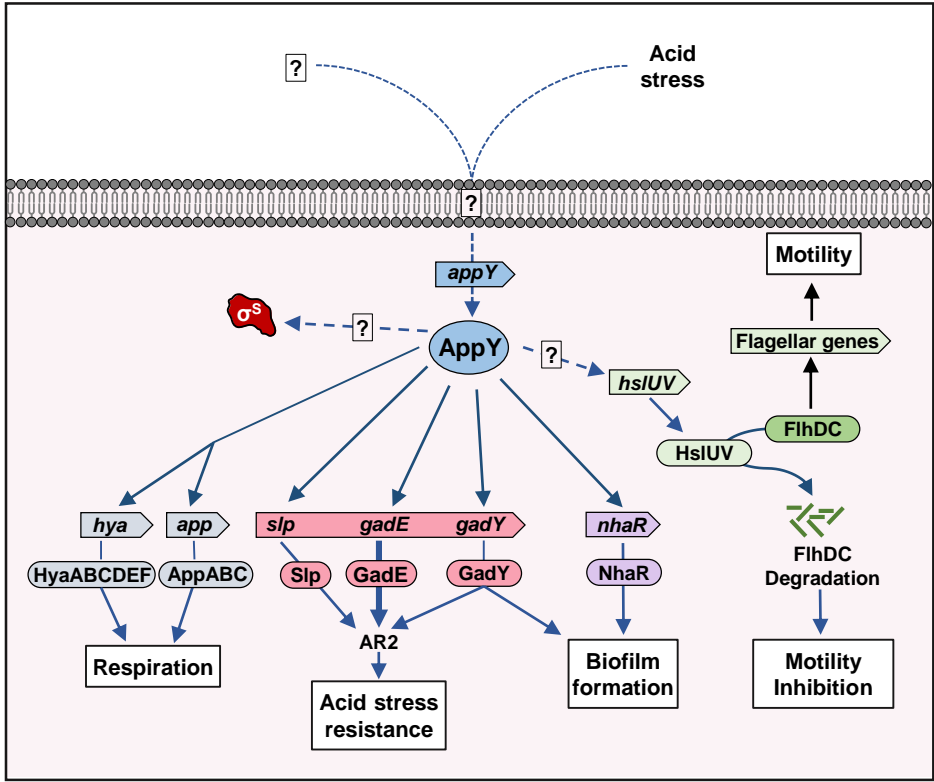 ?
Acid
stress
?
Motility
appY
σS
?
AppY
?
Flagellar genes
hslUV
FlhDC
HslUV
hya
app
slp
gadE
gadY
nhaR
HyaABCDEF
AppABC
Slp
GadE
GadY
NhaR
FlhDC
Degradation
AR2
Respiration
Biofilm
formation
Motility
Inhibition
Acid stress
resistance